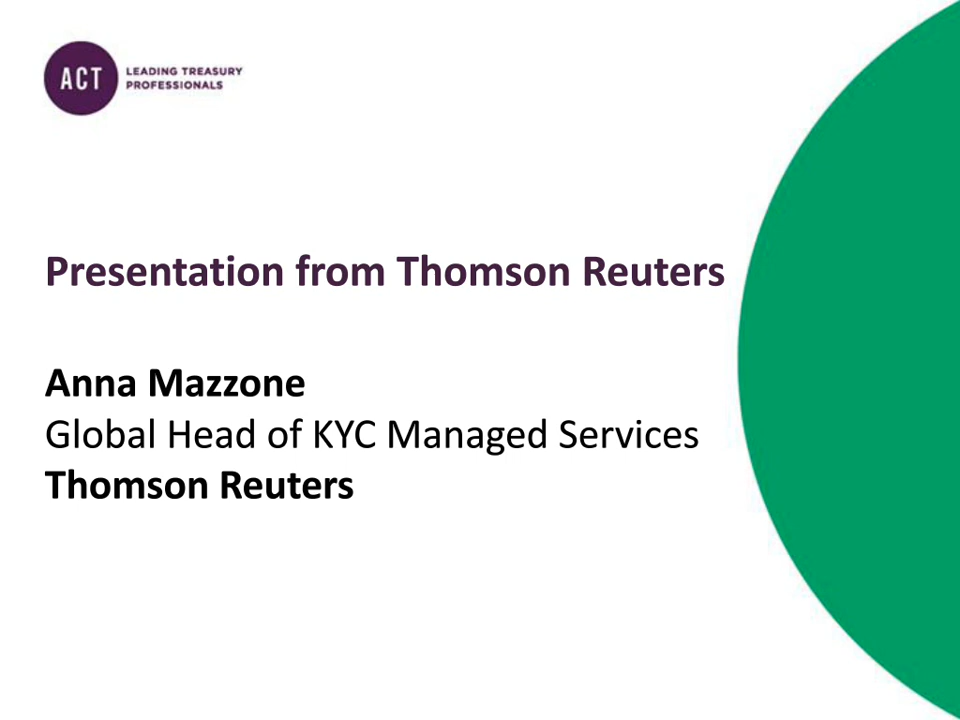 ACT
LEADING TREASURY
PROFESSIONALS
Presentation from Thomson Reuters
Anna Mazzone
Global Head of KYC Managed Services
Thomson Reuters